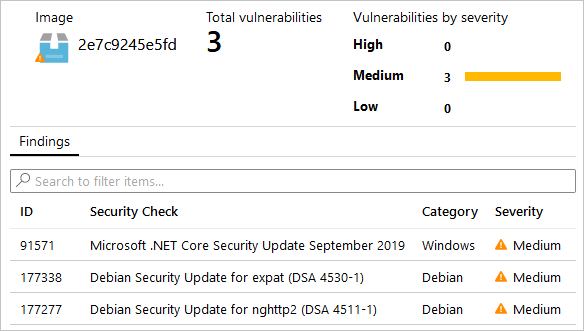 Image
2e7c9245e5fd
Total vulnerabilities
3
Vulnerabilities by severity
High 0
Medium 3
Low 0
Findings
Search to filter items...
ID Security Check Category Severity
91571 Microsoft .NET Core Security Update September 2019 Windows Medium
177338 Debian Security Update for expat (DSA 4530-1) Debian Medium
177277 Debian Security Update for nghttp2 (DSA 4511-1) Debian Medium